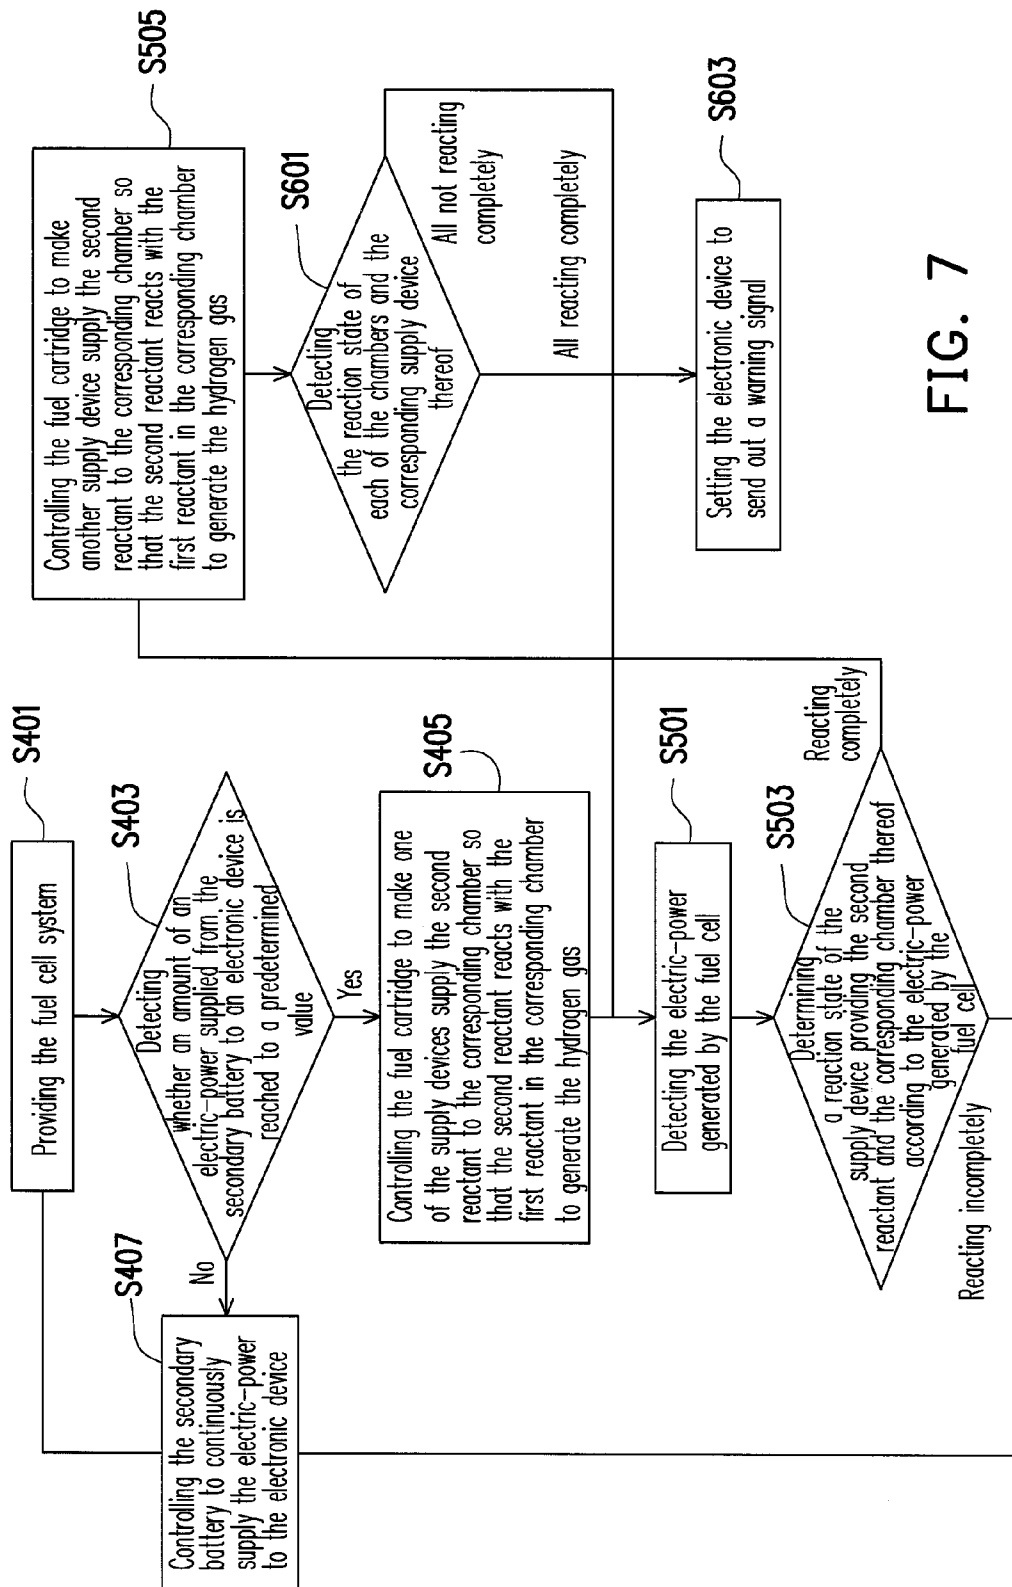 S401
Providing the fuel cell system
S403
Detecting
whether an amount of an
electric-power supplied from the
secondary battery to an electronic device is
reached to a predetermined
value
No
S407
Controlling the secondary
battery to continuously
supply the electric-power
to the electronic device
Yes
S405
Controlling the fuel cartridge to make one
of the supply devices supply the second
reactant to the corresponding chamber so
that the second reactant reacts with the
first reactant in the corresponding chamber
to generate the hydrogen gas
S501
Detecting the electric-power
generated by the fuel cell
S503
Determining
a reaction state of the
supply device providing the second
reactant and the corresponding chamber thereof
according to the electric-power
generated by the
fuel cell
Reacting incompletely
Reacting
completely
S505
Controlling the fuel cartridge to make
another supply device supply the second
reactant to the corresponding chamber so
that the second reactant reacts with the
first reactant in the corresponding chamber
to generate the hydrogen gas
S601
Detecting
the reaction state of
each of the chambers and the
corresponding supply device
thereof
All not reacting
completely
All reacting completely
S603
Setting the electronic device to
send out a warning signal
FIG. 7